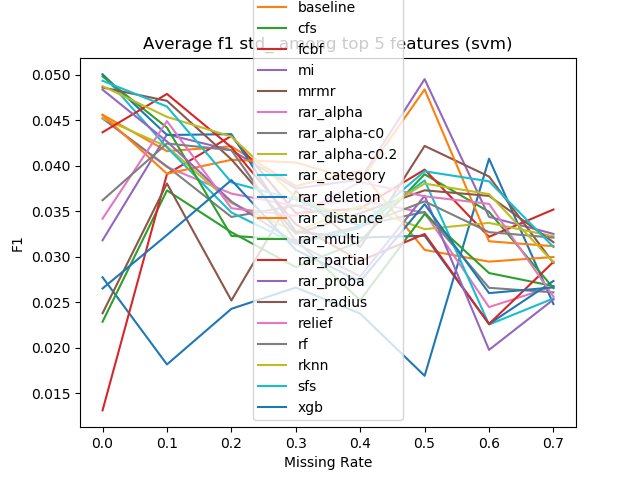 Average f1 std_ among top 5 features (svm)
baseline
cfs
fcbf
mi
mrmr
rar_alpha
rar_alpha-c0
rar_alpha-c0.2
rar_category
rar_deletion
rar_distance
rar_multi
rar_partial
rar_proba
rar_radius
relief
rf
rknn
sfs
xgb
F1
0.050
0.045
0.040
0.035
0.030
0.025
0.020
0.015
0.0 0.1 0.2 0.3 0.4 0.5 0.6 0.7
Missing Rate